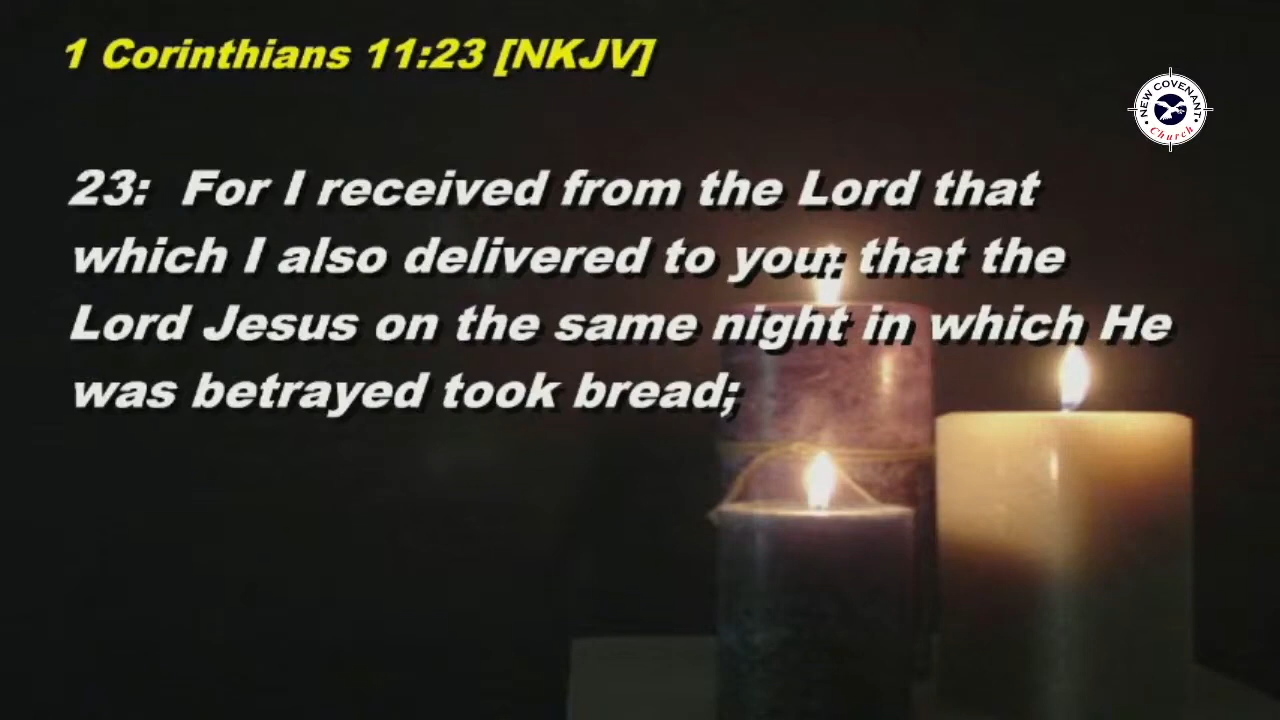 1 Corinthians 11:23 [NKJV]
NEW COVENANT
Church
23: For I received from the Lord that
which I also delivered to you: that the
Lord Jesus on the same night in which He
was betrayed took bread;